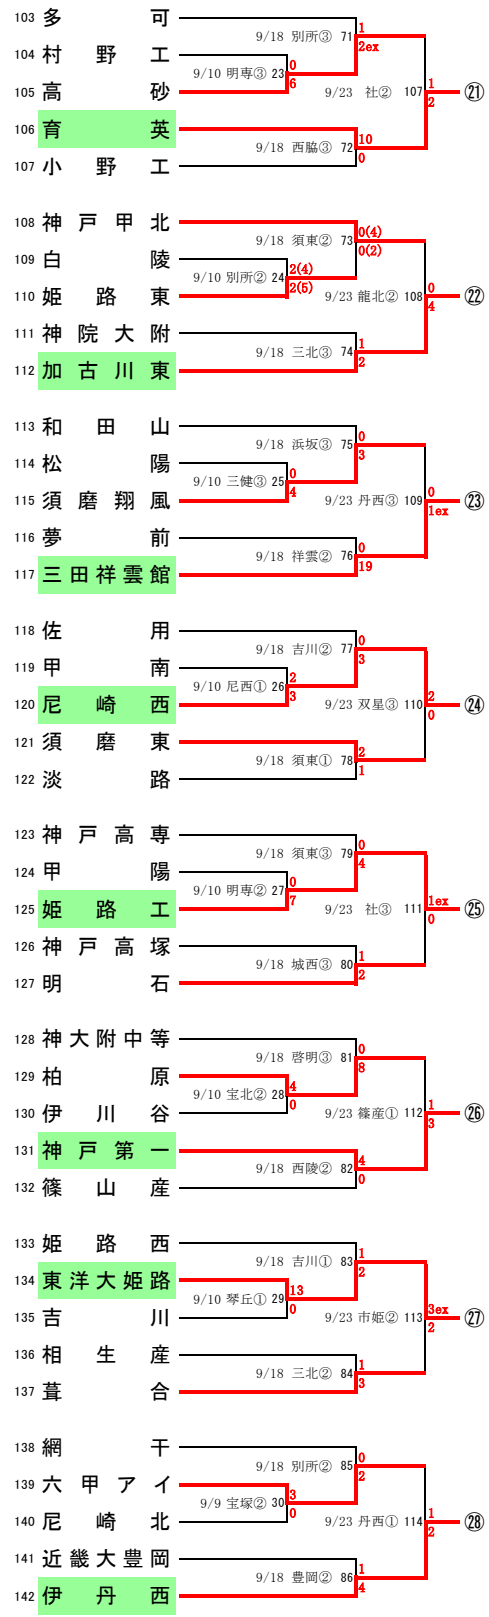 103 多可
9/18 別所③ 71
1
2ex
104 村野工
9/10 明専③ 23
0
6
105 高砂
9/23 社② 107
1
2
㉑
106 育英
9/18 西脇③ 72
10
0
107 小野工
108 神戸甲北
9/18 須東② 73
0(4)
0(2)
109 白陵
9/10 別所② 24
2(4)
2(5)
110 姫路東
9/23 龍北② 108
0
4
㉒
111 神院大附
9/18 三北③ 74
1
2
112 加古川東
113 和田山
9/18 浜坂③ 75
0
3
114 松陽
9/10 三健③ 25
0
4
115 須磨翔風
9/23 丹西③ 109
0
1ex
㉓
116 夢前
9/18 祥雲② 76
0
19
117 三田祥雲館
118 佐用
9/18 吉川② 77
0
3
119 甲南
9/10 尼西① 26
2
3
120 尼崎西
9/23 双星③ 110
2
0
㉔
121 須磨東
9/18 須東① 78
2
1
122 淡路
123 神戸高専
9/18 須東③ 79
0
4
124 甲陽
9/10 明専② 27
0
7
125 姫路工
9/23 社③ 111
1ex
0
㉕
126 神戸高塚
9/18 城西③ 80
1
2
127 明石
128 神大附中等
9/18 啓明③ 81
0
8
129 柏原
9/10 宝北② 28
4
0
130 伊川谷
9/23 篠産① 112
1
3
㉖
131 神戸第一
9/18 西陵② 82
4
0
132 篠山産
133 姫路西
9/18 吉川① 83
1
2
134 東洋大姫路
9/10 琴丘① 29
13
0
135 吉川
9/23 市姫② 113
3ex
2
㉗
136 相生産
9/18 三北② 84
1
3
137 葺合
138 網干
9/18 別所② 85
0
2
139 六甲アイ
9/9 宝塚② 30
3
0
140 尼崎北
9/23 丹西① 114
1
2
㉘
141 近畿大豊岡
9/18 豊岡② 86
1
4
142 伊丹西